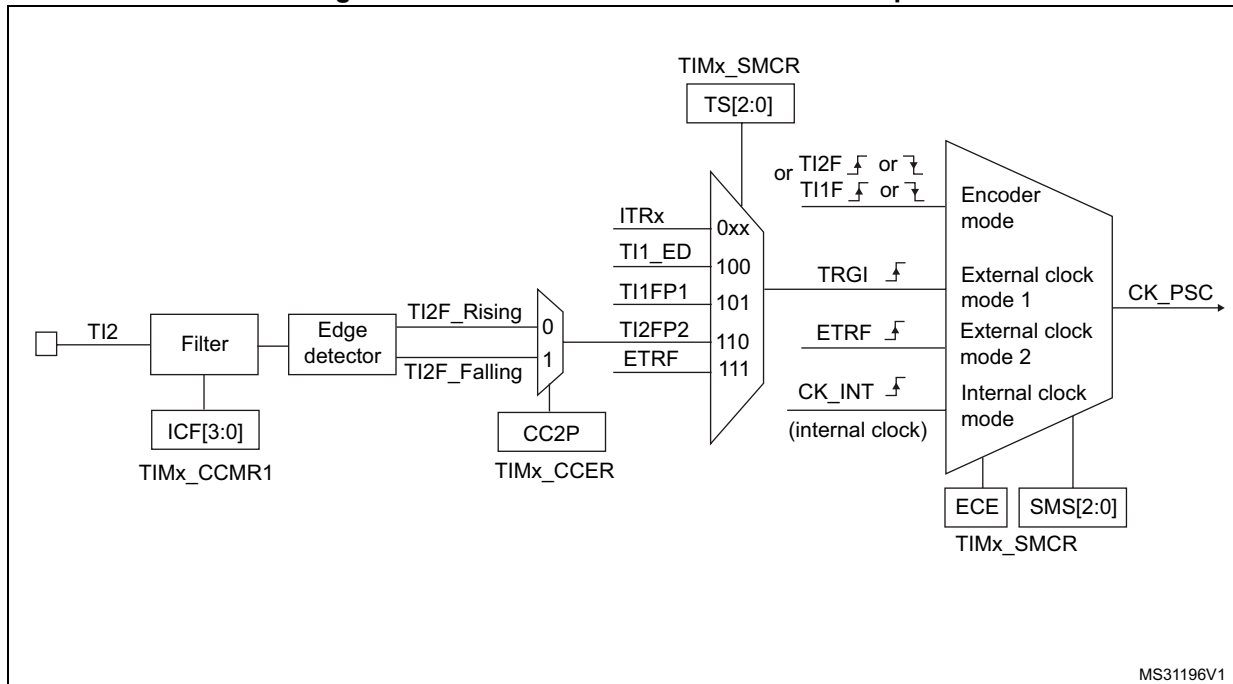 TIMx_SMCR
TS[2:0]
or TI2F or
TI1F or
Encoder
mode
ITRx
0xx
TI1_ED
100
TRGI
External clock
mode 1
CK_PSC
TI1FP1
101
TI2
Filter
Edge
detector
TI2F_Rising
0
TI2F_Falling
1
TI2FP2
110
ETRF
111
ETRF
External clock
mode 2
CK_INT
(internal clock)
Internal clock
mode
ICF[3:0]
TIMx_CCMR1
CC2P
TIMx_CCER
ECE
SMS[2:0]
TIMx_SMCR
MS31196V1